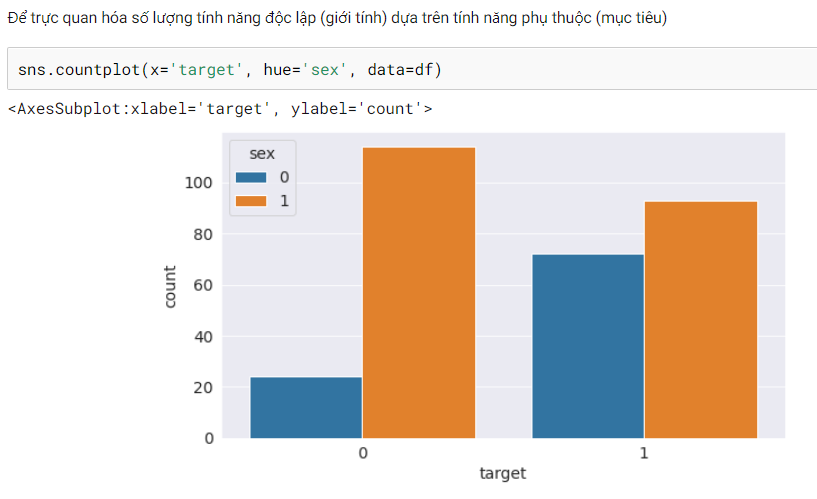 Để trực quan hóa số lượng tính năng độc lập (giới tính) dựa trên tính năng phụ thuộc (mục tiêu)
sns.countplot(x='target', hue='sex', data=df)
<AxesSubplot:xlabel='target', ylabel='count'>
sex
0
1
100
80
60
40
20
0
count
0
1
target